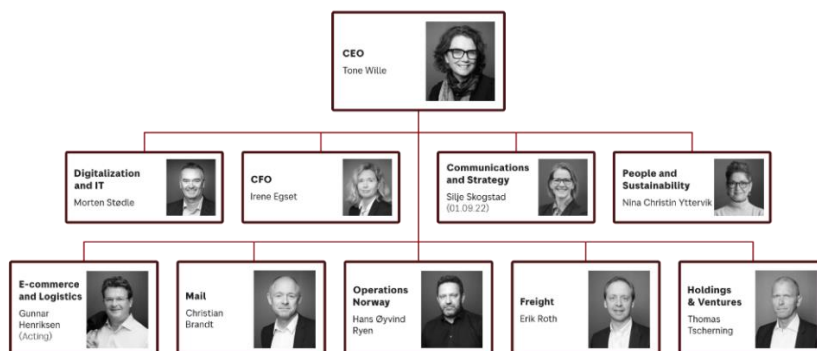 CEO
Tone Wille
Digitalization
and IT
Morten Stødle
CFO
Irene Egset
Communications
and Strategy
Silje Skogstad
(01.09.22)
People and
Sustainability
Nina Christin Yttervik
E-commerce
and Logistics
Gunnar
Henriksen
(Acting)
Mail
Christian
Brandt
Operations
Norway
Hans Øyvind
Ryen
Freight
Erik Roth
Holdings
& Ventures
Thomas
Tscherning